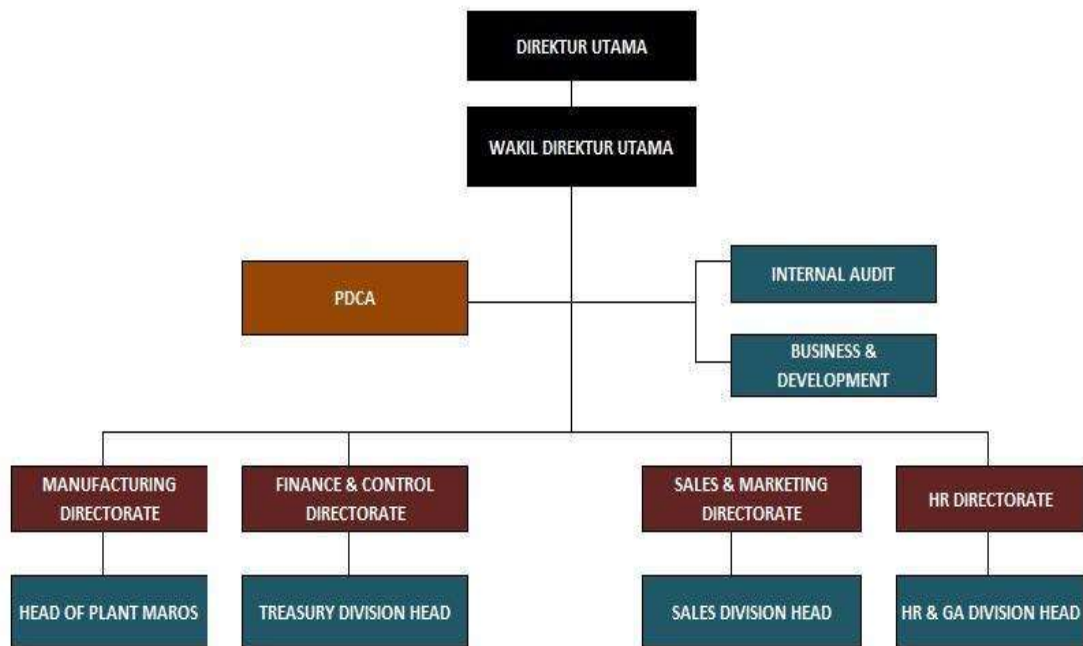 DIREKTUR UTAMA
WAKIL DIREKTUR UTAMA
PDCA
INTERNAL AUDIT
BUSINESS &
DEVELOPMENT
MANUFACTURING
DIRECTORATE
FINANCE & CONTROL
DIRECTORATE
SALES & MARKETING
DIRECTORATE
HR DIRECTORATE
HEAD OF PLANT MAROS
TREASURY DIVISION HEAD
SALES DIVISION HEAD
HR & GA DIVISION HEAD